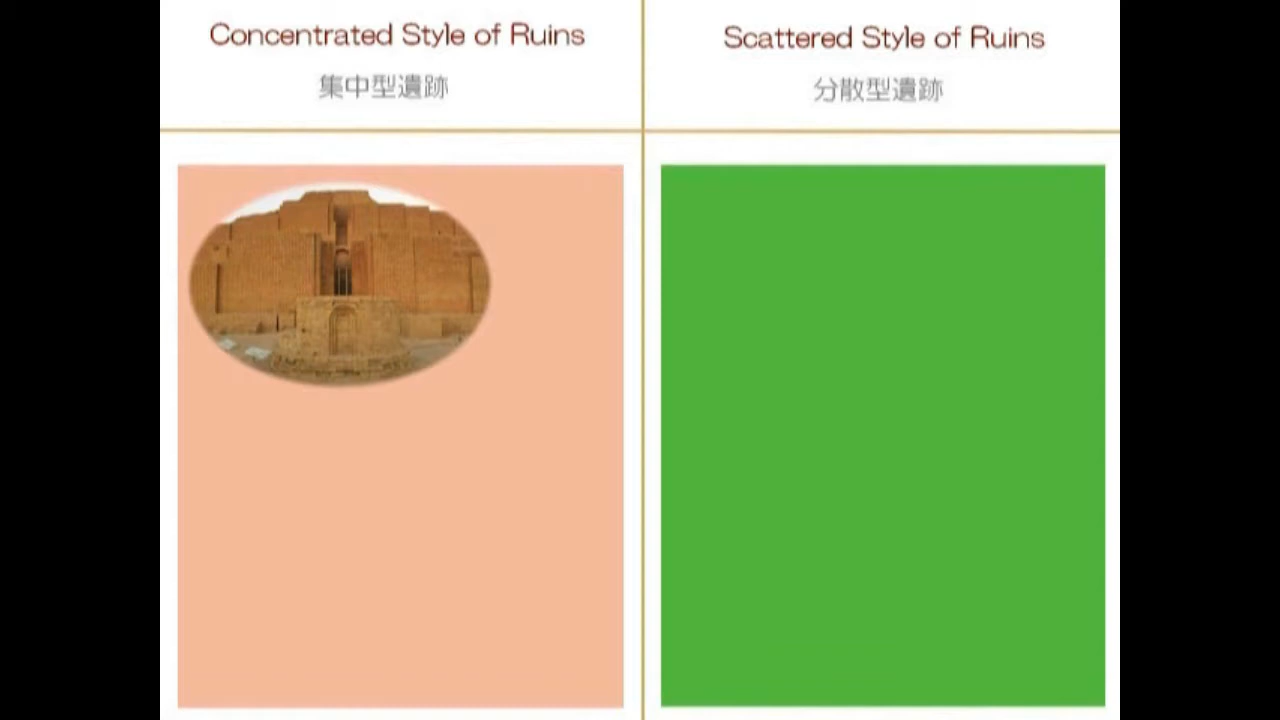 Concentrated Style of Ruins
集中型遺跡
Scattered Style of Ruins
分散型遺跡